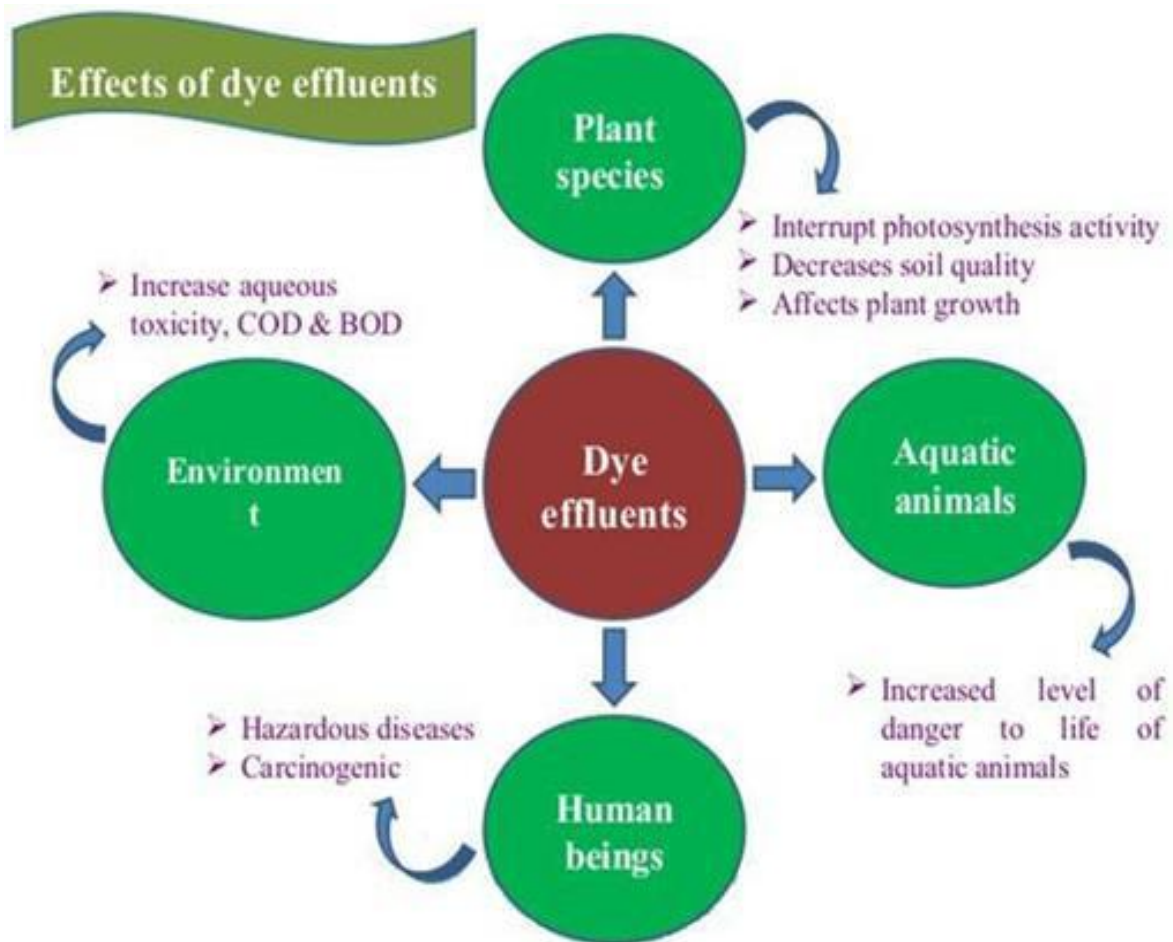 Effects of dye effluents
Plant
species
➢ Interrupt photosynthesis activity
➢ Decreases soil quality
➢ Affects plant growth
➢ Increase aqueous
toxicity, COD & BOD
Environmen
t
Dye
effluents
Aquatic
animals
➢ Increased level of
danger to life of
aquatic animals
➢ Hazardous diseases
➢ Carcinogenic
Human
beings